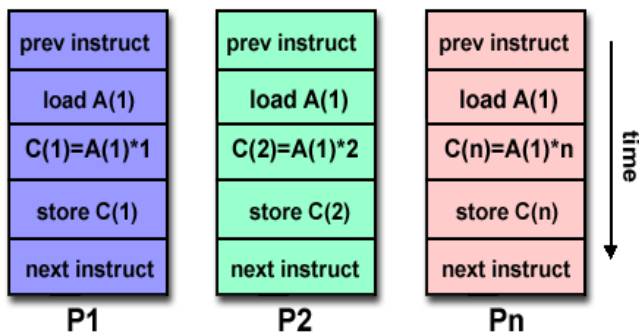 prev instruct
load A(1)
C(1)=A(1)*1
store C(1)
next instruct
P1
prev instruct
load A(1)
C(2)=A(1)*2
store C(2)
next instruct
P2
prev instruct
load A(1)
C(n)=A(1)*n
store C(n)
next instruct
Pn
time